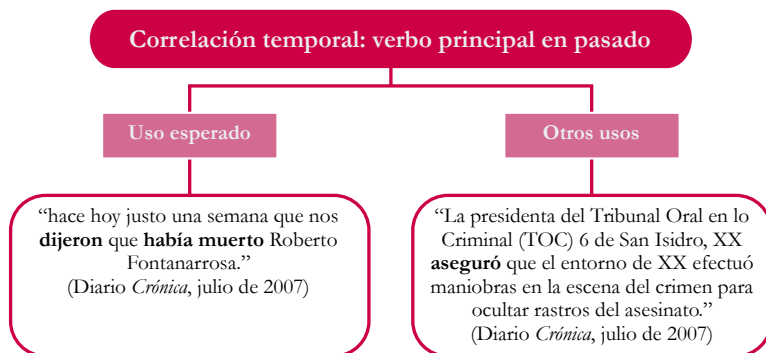 Correlación temporal: verbo principal en pasado
Uso esperado
Otros usos
“hace hoy justo una semana que nos
dijeron que había muerto Roberto
Fontanarrosa.”
(Diario Crónica, julio de 2007)
“La presidenta del Tribunal Oral en lo
Criminal (TOC) 6 de San Isidro, XX
aseguró que el entorno de XX efectuó
maniobras en la escena del crimen para
ocultar rastros del asesinato.”
(Diario Crónica, julio de 2007)